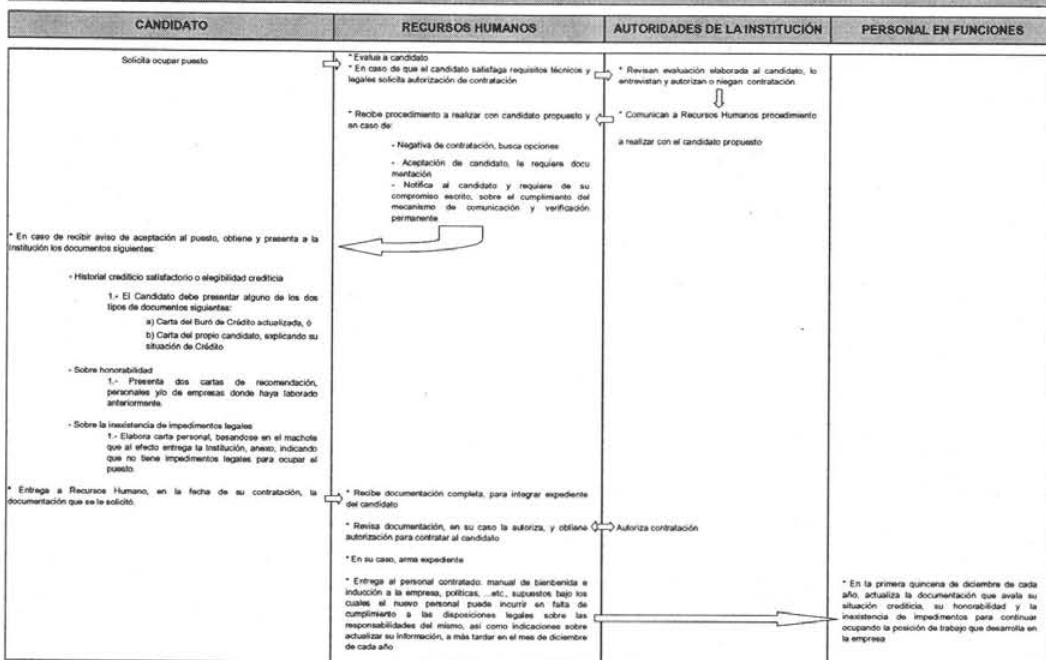 CANDIDATO
RECURSOS HUMANOS
AUTORIDADES DE LA INSTITUCIÓN
PERSONAL EN FUNCIONES
Solicita ocupar puesto
* Evalua a candidato
* En caso de que el candidato satisfaga requisitos técnicos y
legales solicita autorización de contratación
* Revisan evaluación elaborada al candidato, lo
entrevistan y autorizan o niegan contratación
* Recibe procedimiento a realizar con candidato propuesto y
en caso de:
* Comunican a Recursos Humanos procedimiento
a realizar con el candidato propuesto
- Negativa de contratación, busca opciones
- Aceptación de candidato, le requiere docu
mentación
- Notifica al candidato y requiere de su
compromiso escrito, sobre el cumplimiento del
mecanismo de comunicación y verificación
permanente
* En caso de recibir aviso de aceptación al puesto, obtiene y presenta a la
Institución los documentos siguientes:
- Historial crediticio satisfactorio o elegibilidad crediticia
1.- El Candidato debe presentar alguno de los dos
tipos de documentos siguientes:
a) Carta del Buró de Crédito actualizada, ó
b) Carta del propio candidato, explicando su
situación de Crédito
- Sobre honorabilidad
1.- Presenta dos cartas de recomendación,
personales y/o de empresas donde haya laborado
anteriormente.
- Sobre la inexistencia de impedimentos legales
1.- Elabora carta personal, basandose en el machote
que al efecto entrega la Institución, anexo, indicando
que no tiene impedimentos legales para ocupar el
puesto.
* Entrega a Recursos Humano, en la fecha de su contratación, la
documentación que se le solicitó.
* Recibe documentación completa, para integrar expediente
del candidato
* Revisa documentación, en su caso la autoriza, y obtiene
autorización para contratar al candidato
Autoriza contratación
* En su caso, arma expediente
* Entrega al personal contratado: manual de bienbenida e
inducción a la empresa, políticas, ...etc., supuestos bajo los
cuales el nuevo personal puede incurrir en falta de
cumplimiento a las disposiciones legales sobre las
responsabilidades del mismo, así como indicaciones sobre
actualizar su información, a más tardar en el mes de diciembre
de cada año
* En la primera quincena de diciembre de cada
año, actualiza la documentación que avala su
situación crediticia, su honorabilidad y la
inexistencia de impedimentos para continuar
ocupando la posición de trabajo que desarrolla en
la empresa